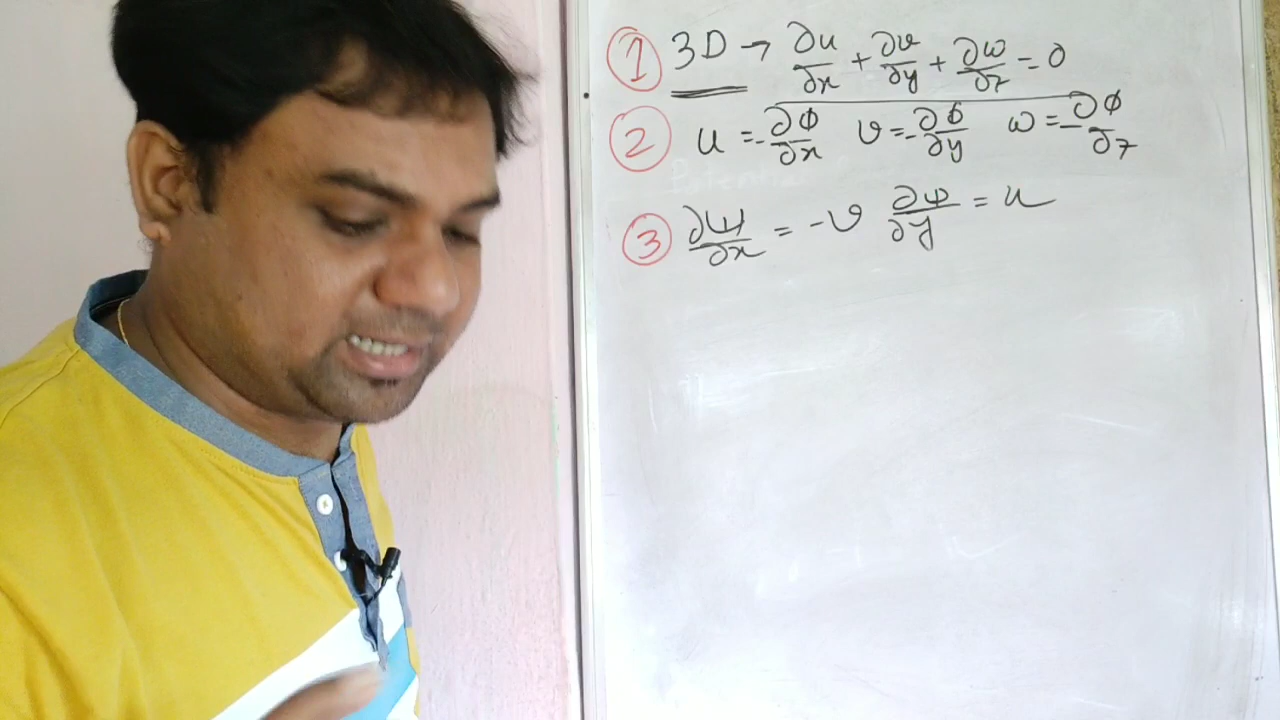 ① 3D → ∂u/∂x + ∂v/∂y + ∂w/∂z = 0
② u = -∂Φ/∂x v = -∂Φ/∂y w = -∂Φ/∂z
③ ∂ψ/∂x = -v ∂ψ/∂y = u